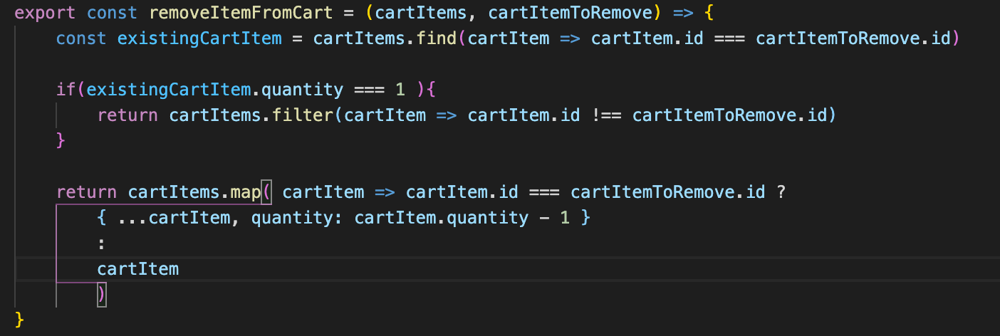 export const removeItemFromCart = (cartItems, cartItemToRemove) => {
const existingCartItem = cartItems.find(cartItem => cartItem.id === cartItemToRemove.id)
if(existingCartItem.quantity === 1 ){
return cartItems.filter(cartItem => cartItem.id !== cartItemToRemove.id)
}
return cartItems.map( cartItem => cartItem.id === cartItemToRemove.id ?
{ ...cartItem, quantity: cartItem.quantity - 1 }
:
cartItem
)
}